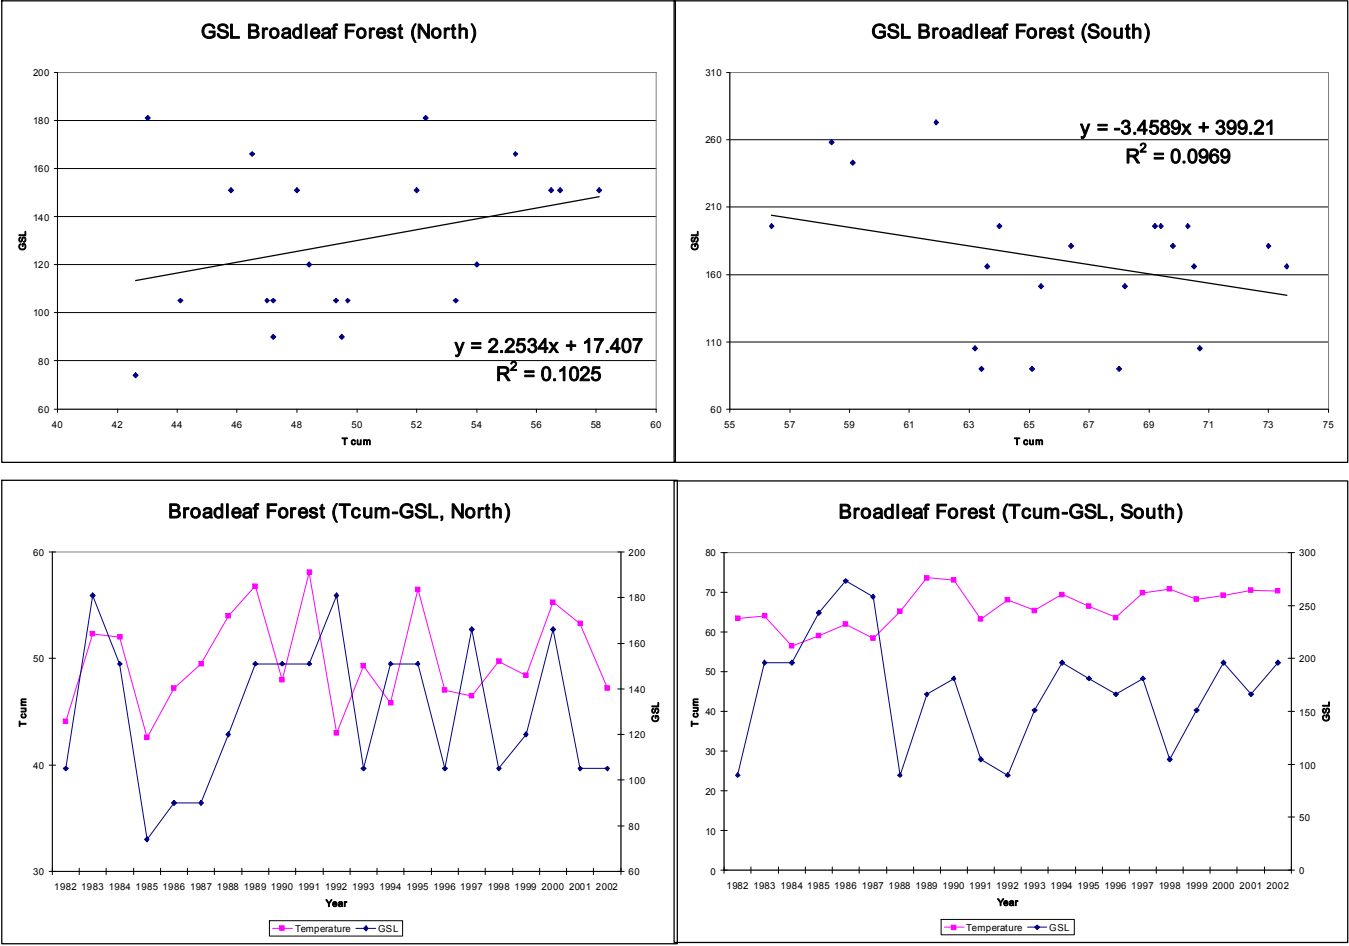 GSL Broadleaf Forest (North)
200
180
160
140
120
100
80
60
GSL
40 42 44 46 48 50 52 54 56 58 60
T cum
y = 2.2534x + 17.407
R2 = 0.1025
GSL Broadleaf Forest (South)
310
260
210
160
110
60
GSL
55 57 59 61 63 65 67 69 71 73 75
T cum
y = -3.4589x + 399.21
R2 = 0.0969
Broadleaf Forest (Tcum-GSL, North)
60
50
40
30
T cum
200
180
160
140
120
100
80
60
GSL
1982 1983 1984 1985 1986 1987 1988 1989 1990 1991 1992 1993 1994 1995 1996 1997 1998 1999 2000 2001 2002
Year
Temperature GSL
Broadleaf Forest (Tcum-GSL, South)
80
70
60
50
40
30
20
10
0
T cum
300
250
200
150
100
50
0
GSL
1982 1983 1984 1985 1986 1987 1988 1989 1990 1991 1992 1993 1994 1995 1996 1997 1998 1999 2000 2001 2002
Year
Temperature GSL